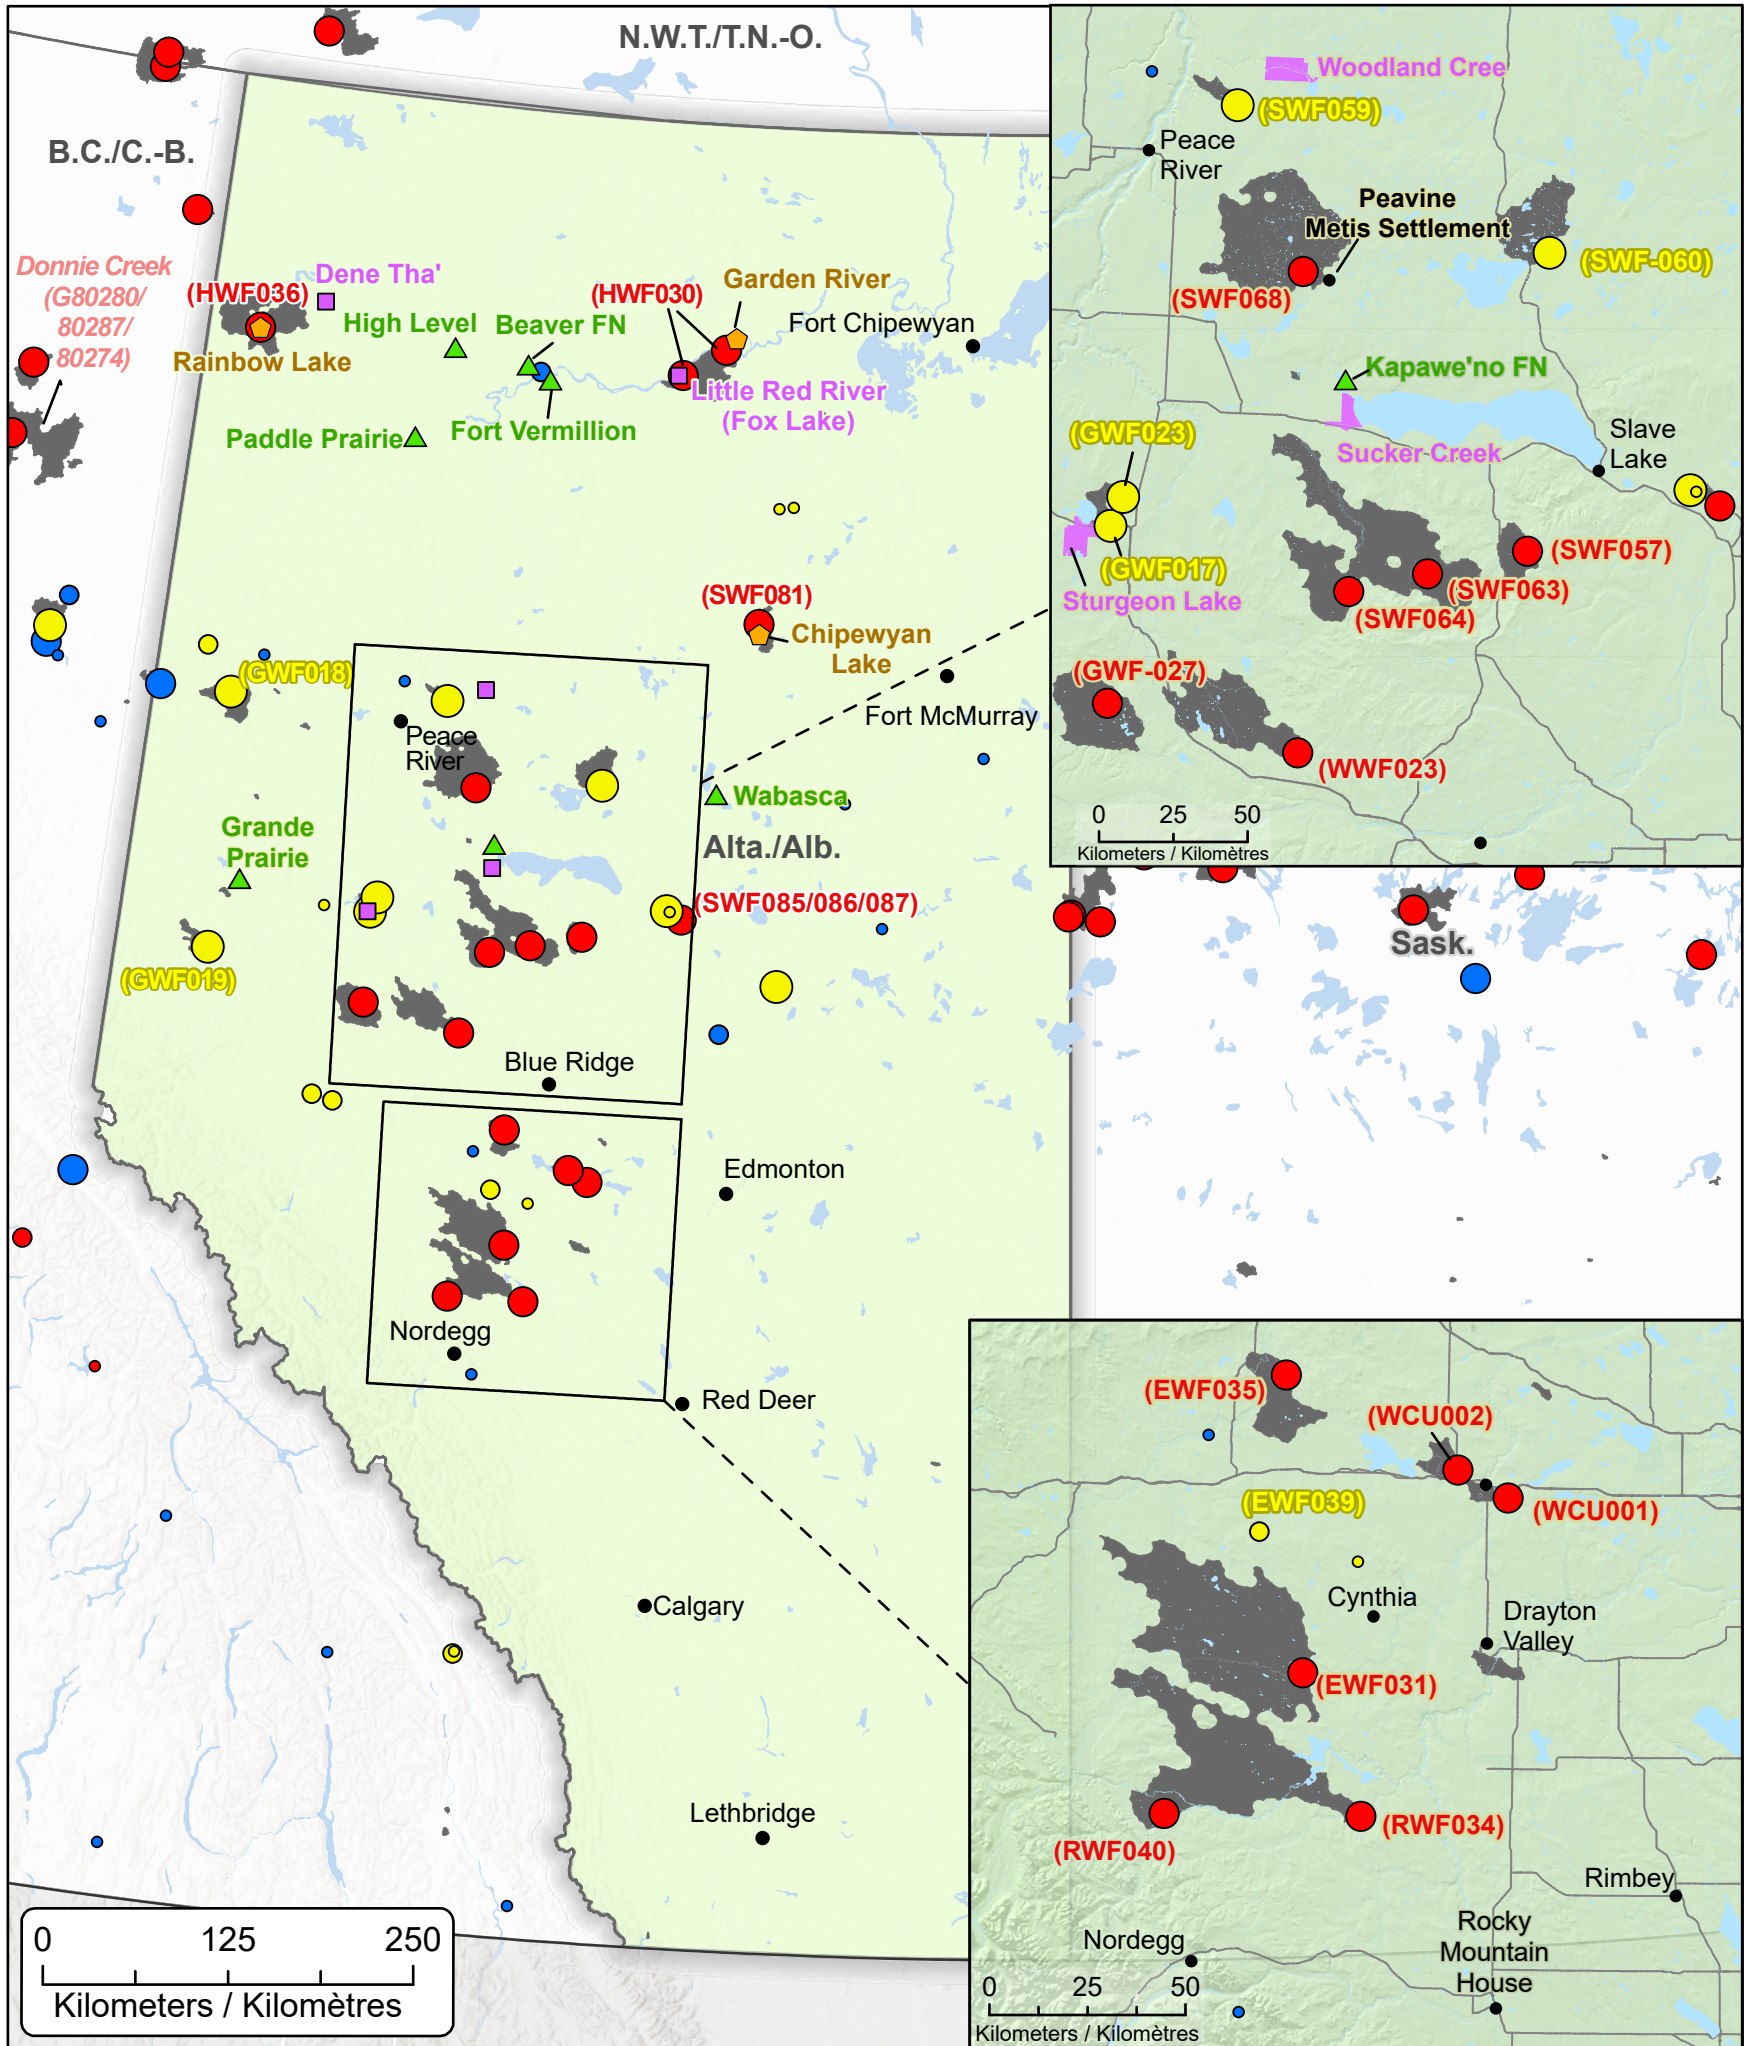 N.W.T./T.N.-O.
B.C./C.-B.
Donnie Creek
(G80280/
80287/
80274)
(HWF036)
Dene Tha'
Rainbow Lake
High Level
Beaver FN
(HWF030)
Garden River
Fort Chipewyan
Little Red River
(Fox Lake)
Paddle Prairie
Fort Vermillion
(SWF081)
Chipewyan
Lake
Fort McMurray
(GWF018)
Peace
River
Wabasca
Grande
Prairie
Alta./Alb.
(SWF085/086/087)
(GWF019)
Blue Ridge
Edmonton
Nordegg
Red Deer
Calgary
Lethbridge
Sask.
0 125 250
Kilometers / Kilomètres
Woodland Cree
(SWF059)
Peace
River
Peavine
Metis Settlement
(SWF-060)
(SWF068)
Kapawe'no FN
(GWF023)
Sucker Creek
Slave
Lake
(GWF017)
Sturgeon Lake
(SWF057)
(SWF063)
(SWF064)
(GWF-027)
(WWF023)
0 25 50
Kilometers / Kilomètres
(EWF035)
(WCU002)
(WCU001)
(EWF039)
Cynthia
Drayton
Valley
(EWF031)
(RWF034)
(RWF040)
Rimbey
Rocky
Mountain
House
Nordegg
0 25 50
Kilometers / Kilomètres